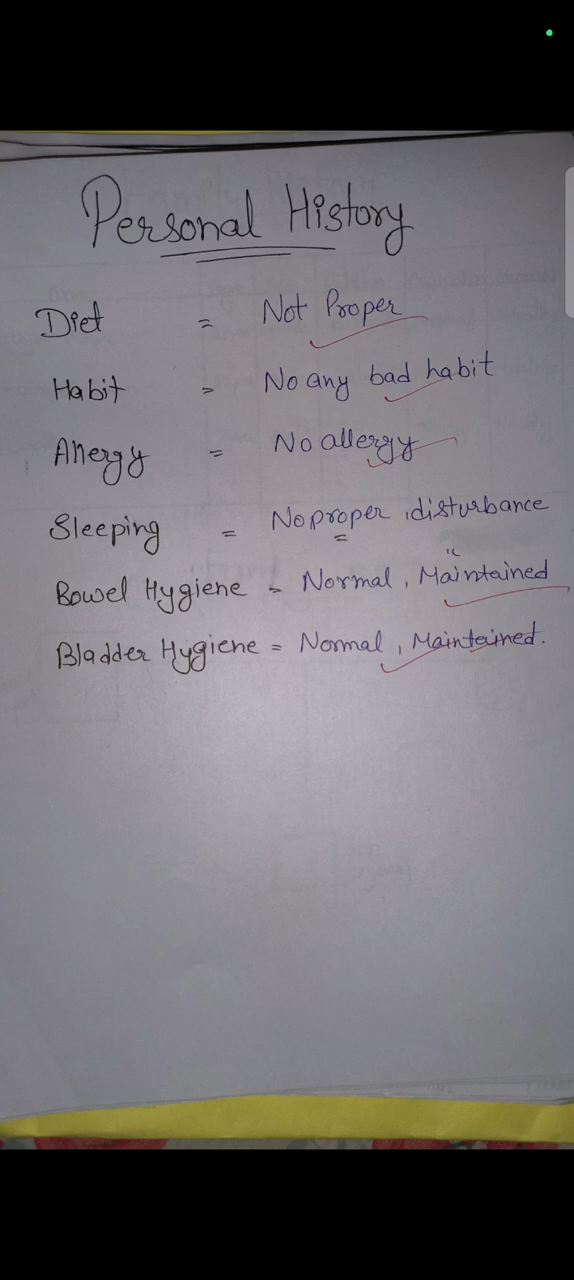 Personal History
Diet = Not Proper
Habit = No any bad habit
Allergy = No allergy
Sleeping = No proper, disturbance
Bowel Hygiene = Normal, Maintained
Bladder Hygiene = Normal, Maintained.